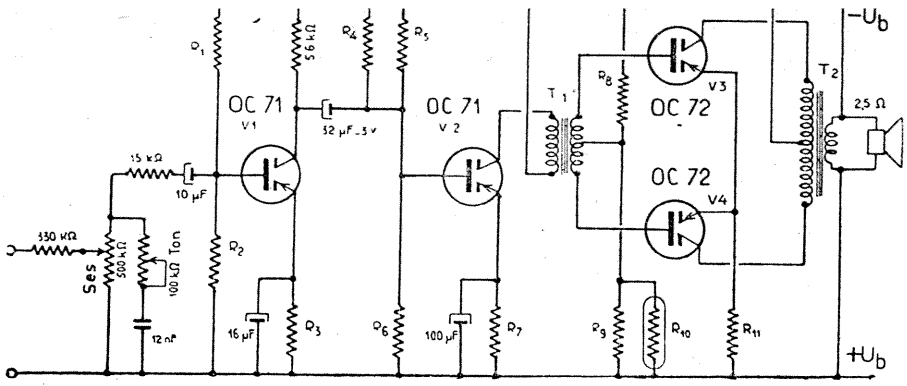 R1
5.6 kΩ
R4
R5
OC 71
V1
32 µF-3v
OC 71
V2
T1
R8
V3
OC 72
T2
-Ub
2,5 Ω
OC 72
V4
15 kΩ
10 µF
330 kΩ
Ses
500 kΩ
100 kΩ
Ton
R2
12 nF
16 µF
R3
R6
100 µF
R7
R9
R10
R11
+Ub